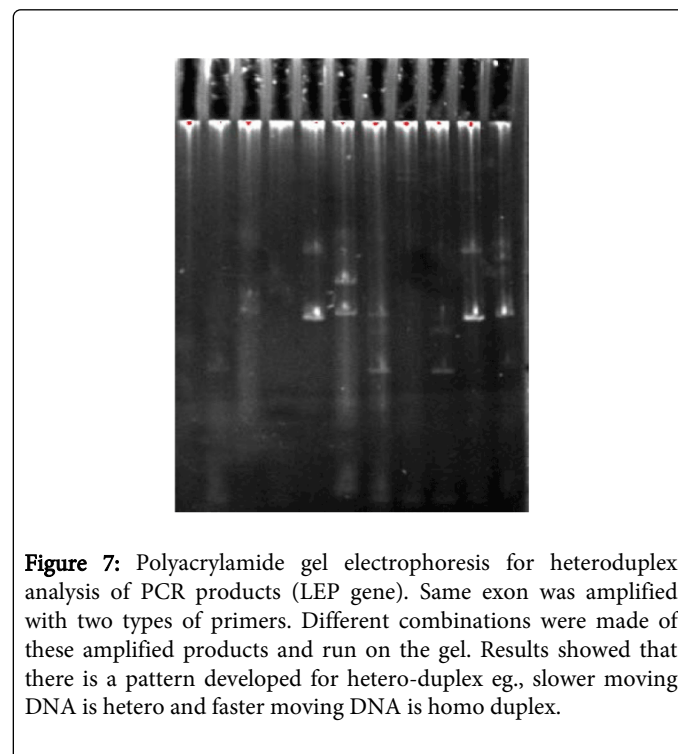 Figure 7: Polyacrylamide gel electrophoresis for heteroduplex
analysis of PCR products (LEP gene). Same exon was amplified
with two types of primers. Different combinations were made of
these amplified products and run on the gel. Results showed that
there is a pattern developed for hetero-duplex eg., slower moving
DNA is hetero and faster moving DNA is homo duplex.